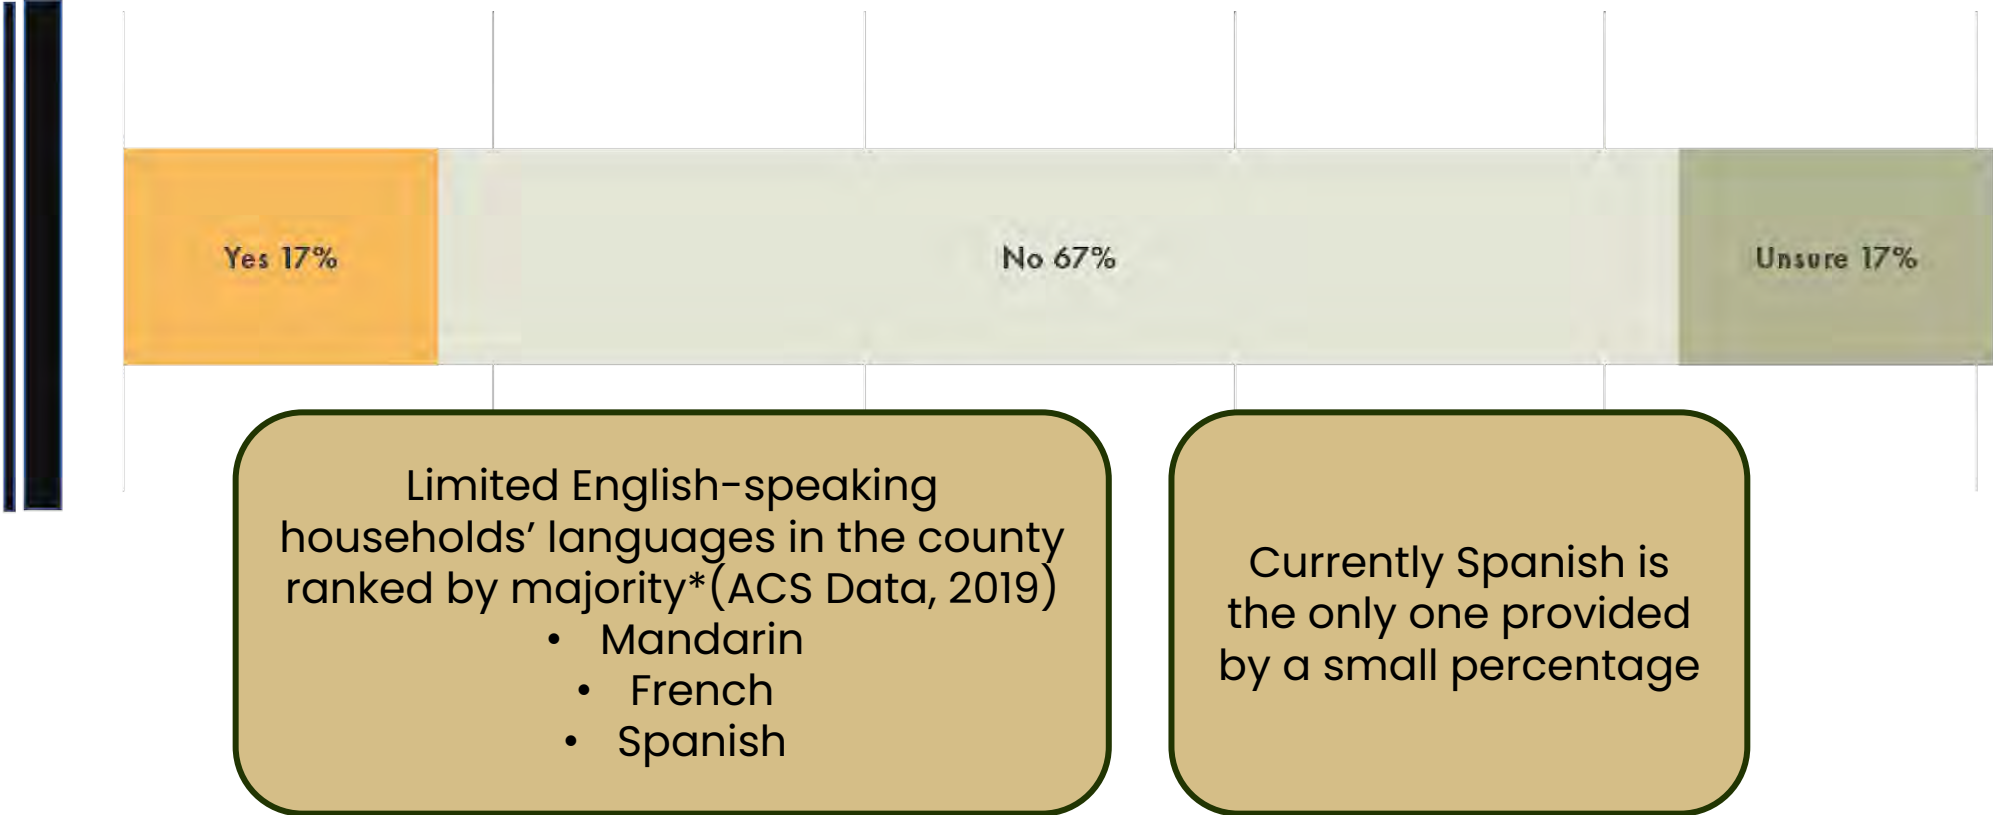 Yes 17%
No 67%
Unsure 17%
Limited English-speaking
households’ languages in the county
ranked by majority*(ACS Data, 2019)
• Mandarin
• French
• Spanish
Currently Spanish is
the only one provided
by a small percentage